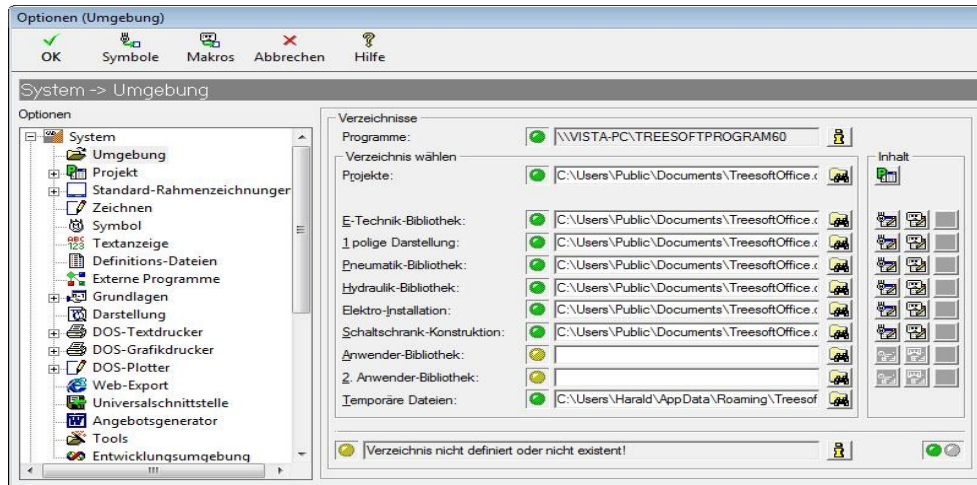 Optionen (Umgebung)
OK Symbole Makros Abbrechen Hilfe
System -> Umgebung
Optionen
System
Umgebung
Projekt
Standard-Rahmenzeichnungen
Zeichnen
Symbol
ABC 123 Textanzeige
Definitions-Dateien
Externe Programme
Grundlagen
Darstellung
DOS-Textdrucker
DOS-Grafikdrucker
DOS-Plotter
Web-Export
Universalschnittstelle
Angebotsgenerator
Tools
Entwicklungsumgebung
Verzeichnisse
Programme: \\VISTA-PC\TREESOFTPROGRAM60
Verzeichnis wählen
Inhalt
Projekte: C:\Users\Public\Documents\TreesoftOffice.c
E-Technik-Bibliothek: C:\Users\Public\Documents\TreesoftOffice.c
1 polige Darstellung: C:\Users\Public\Documents\TreesoftOffice.c
Pneumatik-Bibliothek: C:\Users\Public\Documents\TreesoftOffice.c
Hydraulik-Bibliothek: C:\Users\Public\Documents\TreesoftOffice.c
Elektro-Installation: C:\Users\Public\Documents\TreesoftOffice.c
Schaltschrank-Konstruktion: C:\Users\Public\Documents\TreesoftOffice.c
Anwender-Bibliothek:
2. Anwender-Bibliothek:
Temporäre Dateien: C:\Users\Harald\AppData\Roaming\Treesof
Verzeichnis nicht definiert oder nicht existent!